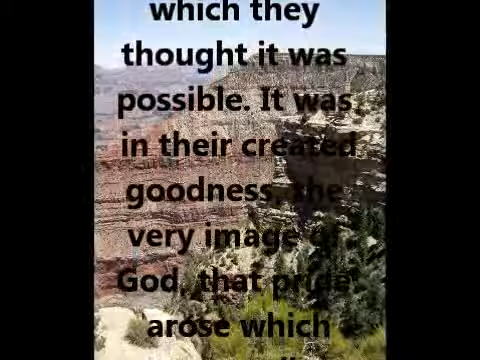 which they
thought it was
possible. It was
in their created
goodness, the
very image of
God, that pride
arose which